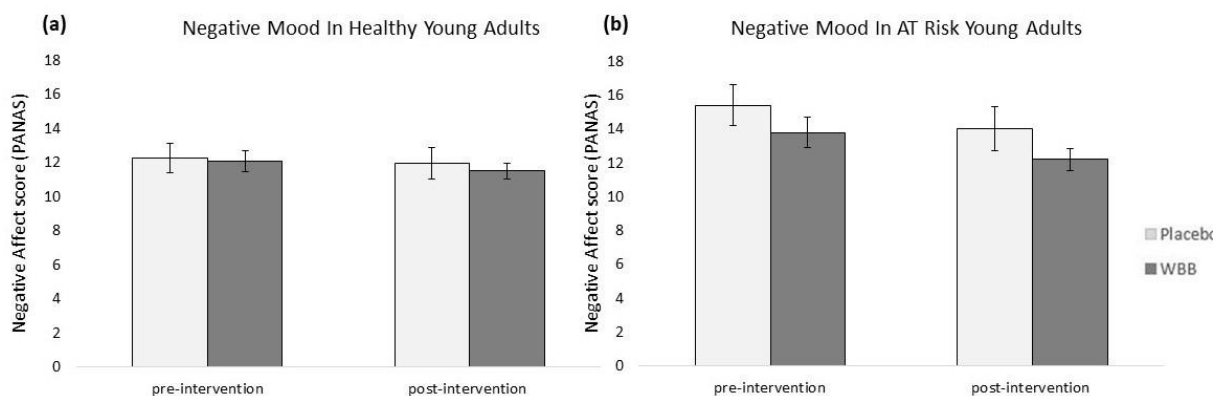 (a)
Negative Mood In Healthy Young Adults
Negative Affect score (PANAS)
18
16
14
12
10
8
6
4
2
0
pre-intervention
post-intervention
(b)
Negative Mood In AT Risk Young Adults
Negative Affect score (PANAS)
18
16
14
12
10
8
6
4
2
0
pre-intervention
post-intervention
Placebo
WBB